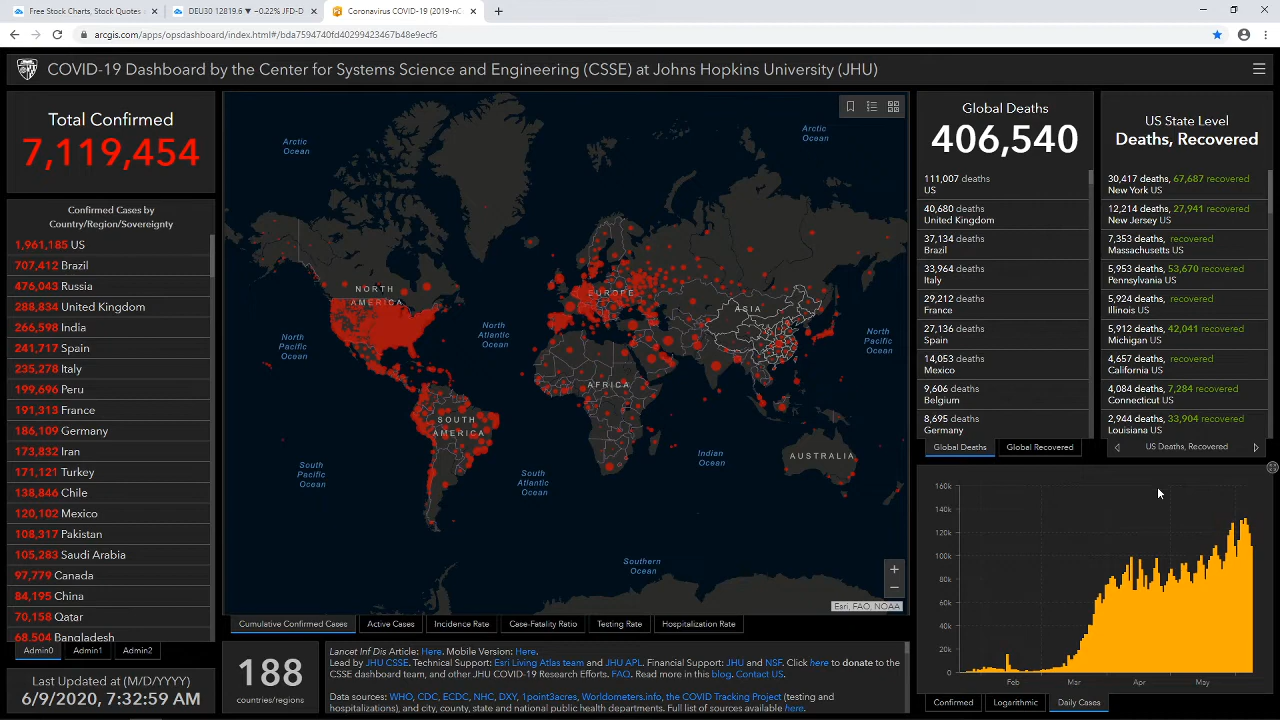 Free Stock Charts, Stock Quotes
DEU30 12819.6 ▼ −0.22% JFD-D
Coronavirus COVID-19 (2019-nC
arcgis.com/apps/opsdashboard/index.html#/bda7594740fd40299423467b48e9ecf6
COVID-19 Dashboard by the Center for Systems Science and Engineering (CSSE) at Johns Hopkins University (JHU)
Total Confirmed
7,119,454
Confirmed Cases by
Country/Region/Sovereignty
1,961,185 US
707,412 Brazil
476,043 Russia
288,834 United Kingdom
266,598 India
241,717 Spain
235,278 Italy
199,696 Peru
191,313 France
186,109 Germany
173,832 Iran
171,121 Turkey
138,846 Chile
120,102 Mexico
108,317 Pakistan
105,283 Saudi Arabia
97,779 Canada
84,195 China
70,158 Qatar
68,504 Bangladesh
Admin0
Admin1
Admin2
Last Updated at (M/D/YYYY)
6/9/2020, 7:32:59 AM
Arctic
Ocean
Arctic
Ocean
NORTH
AMERICA
EUROPE
ASIA
North
Pacific
Ocean
North
Atlantic
Ocean
North
Pacific
Ocean
AFRICA
SOUTH
AMERICA
AUSTRALIA
Indian
Ocean
South
Pacific
Ocean
South
Atlantic
Ocean
Southern
Ocean
+
−
Esri, FAO, NOAA
Cumulative Confirmed Cases
Active Cases
Incidence Rate
Case-Fatality Ratio
Testing Rate
Hospitalization Rate
188
countries/regions
Lancet Inf Dis Article: Here. Mobile Version: Here.
Lead by JHU CSSE. Technical Support: Esri Living Atlas team and JHU APL. Financial Support: JHU and NSF. Click here to donate to the
CSSE dashboard team, and other JHU COVID-19 Research Efforts. FAQ. Read more in this blog. Contact US.
Data sources: WHO, CDC, ECDC, NHC, DXY, 1point3acres, Worldometers.info, the COVID Tracking Project (testing and
hospitalizations), and city, county, state and national public health departments. Full list of sources available here.
Global Deaths
406,540
111,007 deaths
US
40,680 deaths
United Kingdom
37,134 deaths
Brazil
33,964 deaths
Italy
29,212 deaths
France
27,136 deaths
Spain
14,053 deaths
Mexico
9,606 deaths
Belgium
8,695 deaths
Germany
Global Deaths
Global Recovered
US State Level
Deaths, Recovered
30,417 deaths, 67,687 recovered
New York US
12,214 deaths, 27,941 recovered
New Jersey US
7,353 deaths, recovered
Massachusetts US
5,953 deaths, 53,670 recovered
Pennsylvania US
5,924 deaths, recovered
Illinois US
5,912 deaths, 42,041 recovered
Michigan US
4,657 deaths, recovered
California US
4,084 deaths, 7,284 recovered
Connecticut US
2,944 deaths, 33,904 recovered
Louisiana US
US Deaths, Recovered
160k
140k
120k
100k
80k
60k
40k
20k
0
Feb
Mar
Apr
May
Confirmed
Logarithmic
Daily Cases